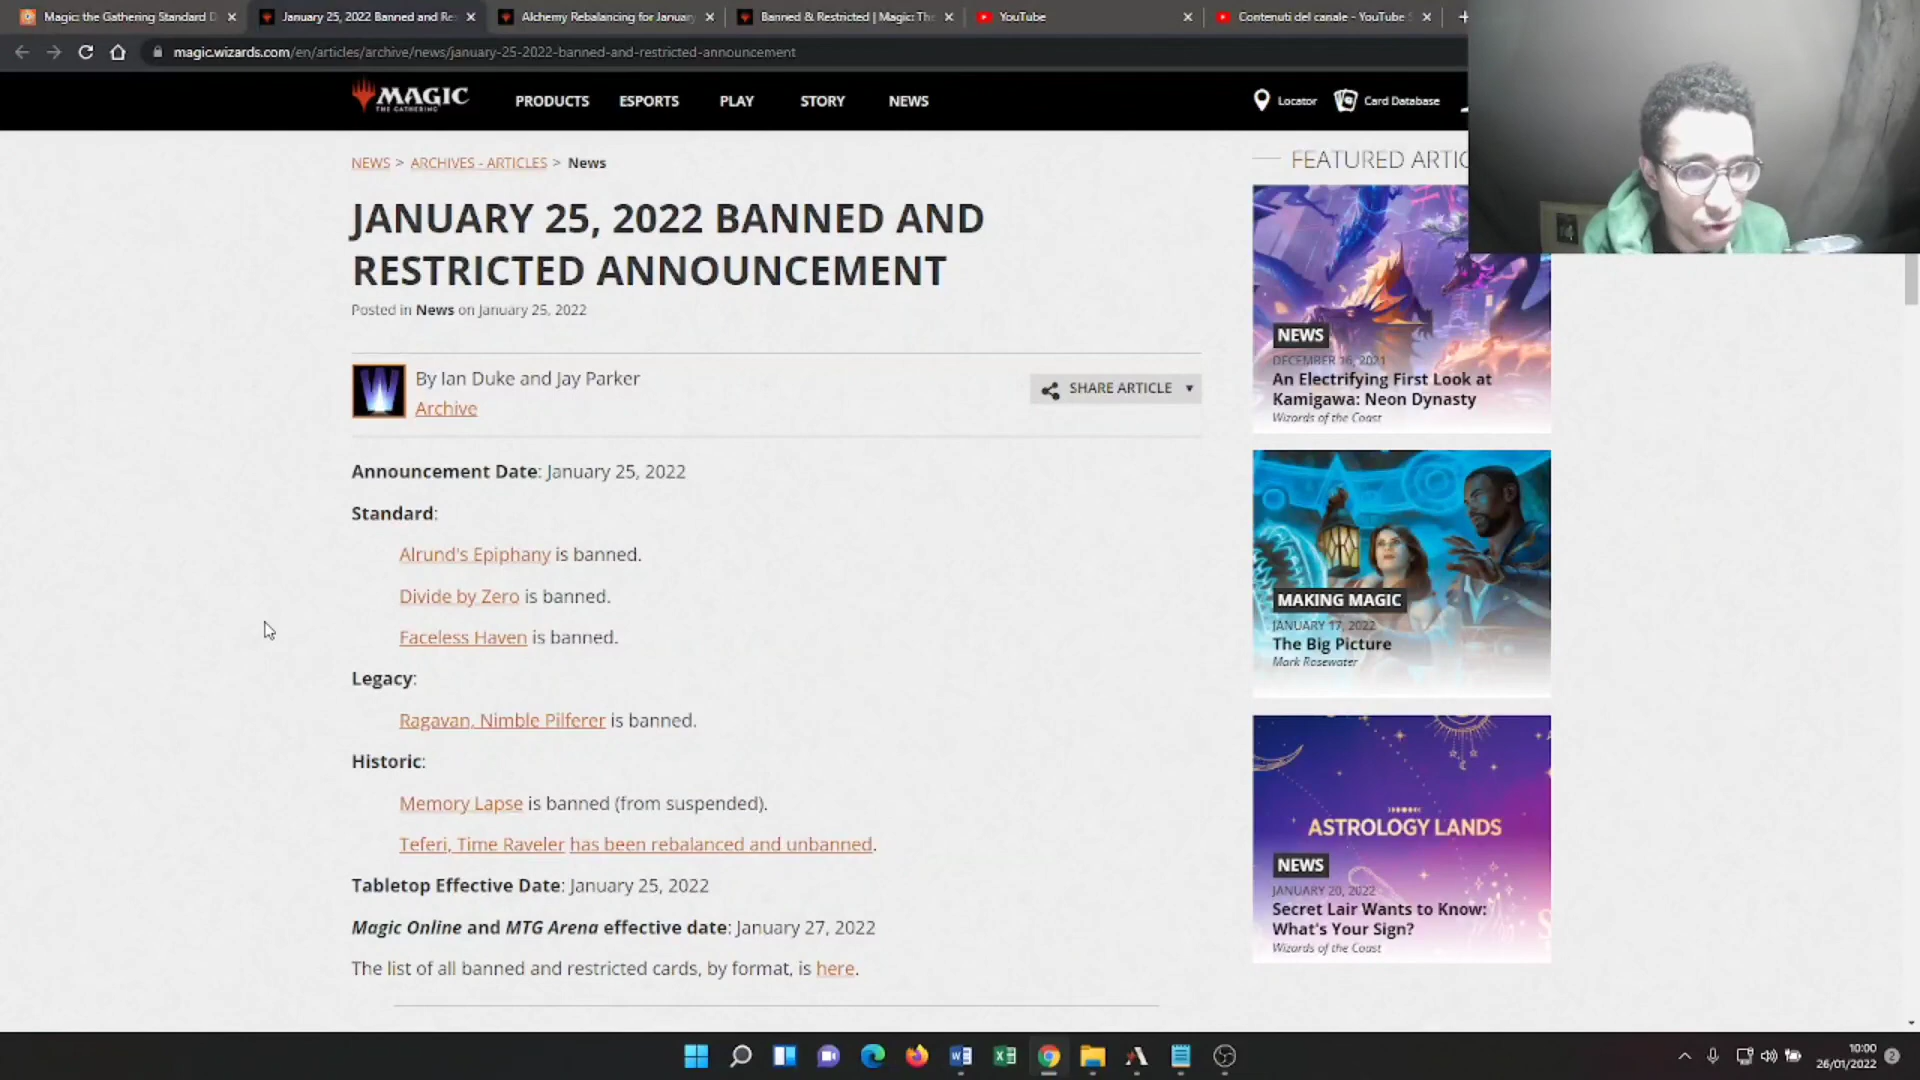 Magic: the Gathering Standard D
January 25, 2022 Banned and Re
Alchemy Rebalancing for Januar
Banned & Restricted | Magic: Th
YouTube
Contenuti del canale - YouTube
magic.wizards.com/en/articles/archive/news/january-25-2022-banned-and-restricted-announcement
MAGIC
THE GATHERING
PRODUCTS ESPORTS PLAY STORY NEWS
Locator Card Database
NEWS > ARCHIVES - ARTICLES > News
JANUARY 25, 2022 BANNED AND
RESTRICTED ANNOUNCEMENT
Posted in News on January 25, 2022
By Ian Duke and Jay Parker
Archive
SHARE ARTICLE
Announcement Date: January 25, 2022
Standard:
Alrund's Epiphany is banned.
Divide by Zero is banned.
Faceless Haven is banned.
Legacy:
Ragavan, Nimble Pilferer is banned.
Historic:
Memory Lapse is banned (from suspended).
Teferi, Time Raveler has been rebalanced and unbanned.
Tabletop Effective Date: January 25, 2022
Magic Online and MTG Arena effective date: January 27, 2022
The list of all banned and restricted cards, by format, is here.
FEATURED ARTIC
NEWS
DECEMBER 16, 2021
An Electrifying First Look at
Kamigawa: Neon Dynasty
Wizards of the Coast
MAKING MAGIC
JANUARY 17, 2022
The Big Picture
Mark Rosewater
ASTROLOGY LANDS
NEWS
JANUARY 20, 2022
Secret Lair Wants to Know:
What's Your Sign?
Wizards of the Coast
10:00
26/01/2022
2